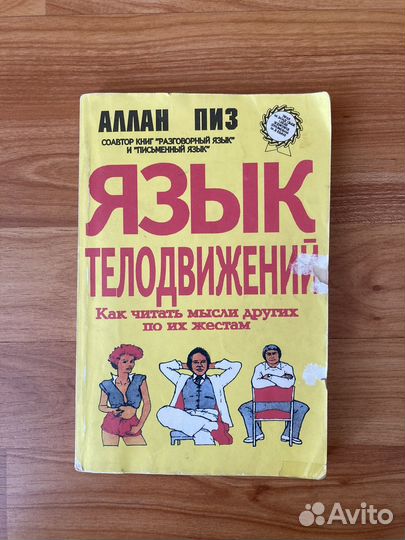 АЛЛАН ПИЗ
СОАВТОР КНИГ "РАЗГОВОРНЫЙ ЯЗЫК"
И "ПИСЬМЕННЫЙ ЯЗЫК"
ЯЗЫК
ТЕЛОДВИЖЕНИЙ
Как читать мысли других
по их жестам
Avito